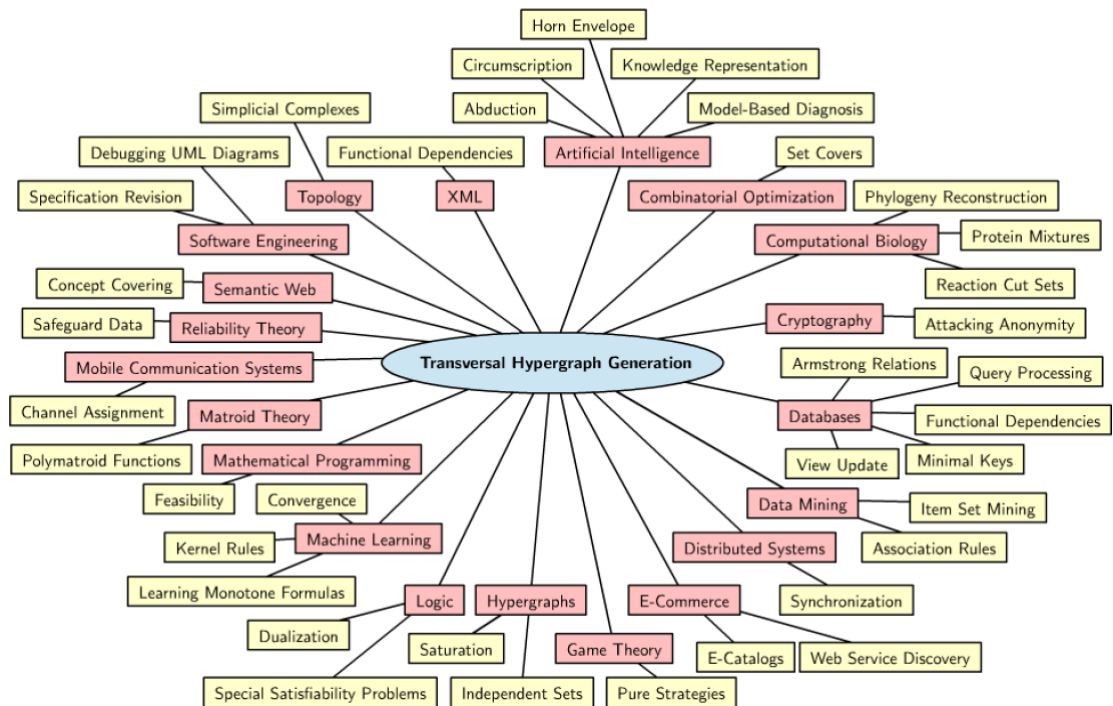 Horn Envelope
Circumscription
Knowledge Representation
Simplicial Complexes
Abduction
Model-Based Diagnosis
Debugging UML Diagrams
Functional Dependencies
Artificial Intelligence
Set Covers
Specification Revision
Topology
XML
Combinatorial Optimization
Phylogeny Reconstruction
Software Engineering
Computational Biology
Protein Mixtures
Concept Covering
Semantic Web
Reaction Cut Sets
Safeguard Data
Reliability Theory
Cryptography
Attacking Anonymity
Mobile Communication Systems
Transversal Hypergraph Generation
Armstrong Relations
Query Processing
Channel Assignment
Matroid Theory
Databases
Functional Dependencies
Polymatroid Functions
Mathematical Programming
View Update
Minimal Keys
Feasibility
Convergence
Data Mining
Item Set Mining
Kernel Rules
Machine Learning
Distributed Systems
Association Rules
Learning Monotone Formulas
Logic
Hypergraphs
E-Commerce
Synchronization
Dualization
Saturation
Game Theory
E-Catalogs
Web Service Discovery
Special Satisfiability Problems
Independent Sets
Pure Strategies